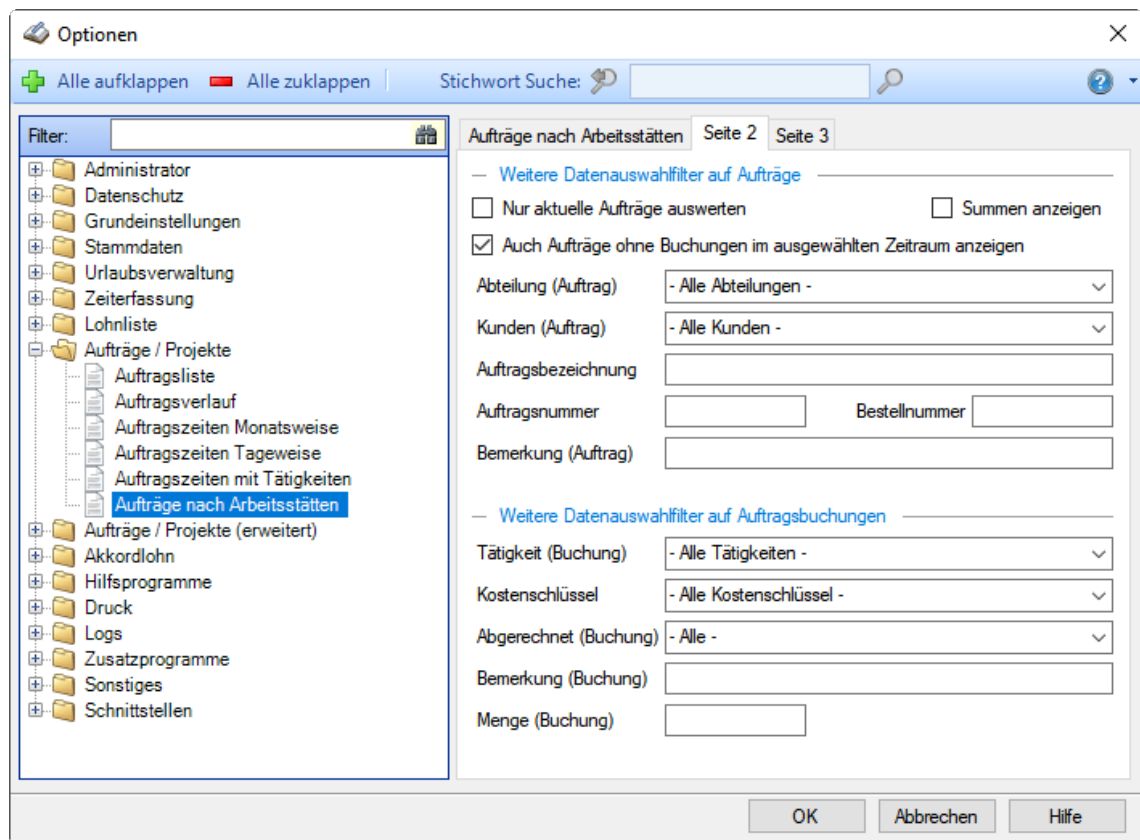 Optionen
Alle aufklappen Alle zuklappen Stichwort Suche:
Filter:
Administrator
Datenschutz
Grundeinstellungen
Stammdaten
Urlaubsverwaltung
Zeiterfassung
Lohnliste
Aufträge / Projekte
Auftragsliste
Auftragsverlauf
Auftragszeiten Monatsweise
Auftragszeiten Tageweise
Auftragszeiten mit Tätigkeiten
Aufträge nach Arbeitsstätten
Aufträge / Projekte (erweitert)
Akkordlohn
Hilfsprogramme
Druck
Logs
Zusatzprogramme
Sonstiges
Schnittstellen
Aufträge nach Arbeitsstätten Seite 2 Seite 3
Weitere Datenauswahlfilter auf Aufträge
Nur aktuelle Aufträge auswerten Summen anzeigen
Auch Aufträge ohne Buchungen im ausgewählten Zeitraum anzeigen
Abteilung (Auftrag) - Alle Abteilungen -
Kunden (Auftrag) - Alle Kunden -
Auftragsbezeichnung
Auftragsnummer Bestellnummer
Bemerkung (Auftrag)
Weitere Datenauswahlfilter auf Auftragsbuchungen
Tätigkeit (Buchung) - Alle Tätigkeiten -
Kostenschlüssel - Alle Kostenschlüssel -
Abgerechnet (Buchung) - Alle -
Bemerkung (Buchung)
Menge (Buchung)
OK Abbrechen Hilfe